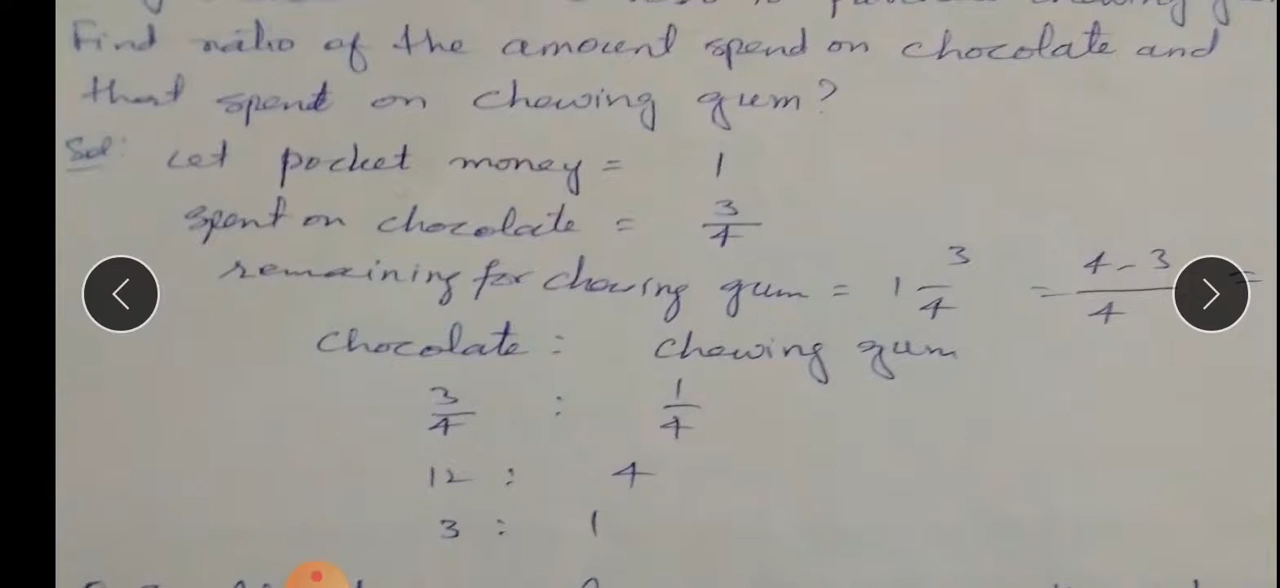 Find ratio of the amount spend on chocolate and
that spent on chewing gum?
Sol: Let pocket money = 1
spent on chocolate = 3/4
remaining for chewing gum = 1 3/4 = 4-3/4 =
chocolate : chewing gum
3/4 : 1/4
12 : 4
3 : 1